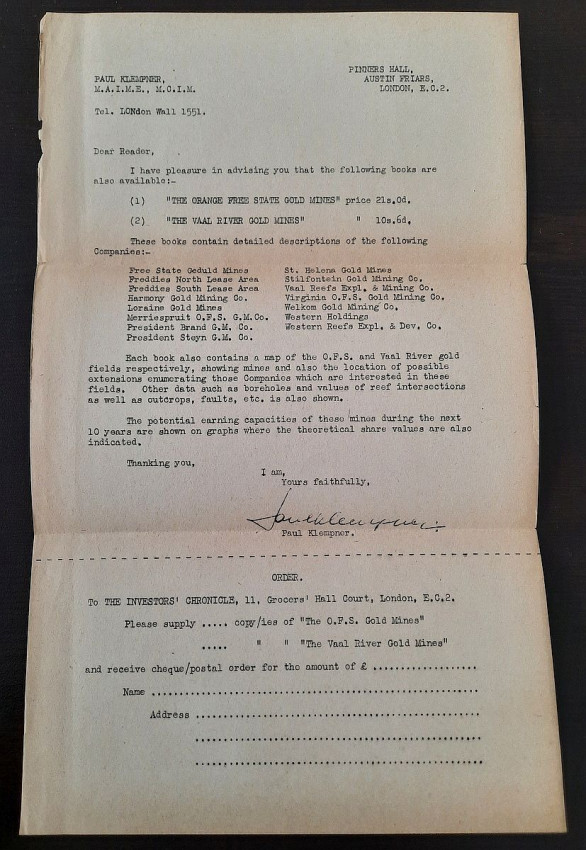 PAUL KLEMPNER,
M.A.I.M.E., M.C.I.M.
PINNERS HALL,
AUSTIN FRIARS,
LONDON, E.C.2.
Tel. LONdon Wall 1551.
Dear Reader,
I have pleasure in advising you that the following books are
also available:-
(1) "THE ORANGE FREE STATE GOLD MINES" price 21s.0d.
(2) "THE VAAL RIVER GOLD MINES" " 10s.6d.
These books contain detailed descriptions of the following
Companies:-
Free State Geduld Mines
Freddies North Lease Area
Freddies South Lease Area
Harmony Gold Mining Co.
Loraine Gold Mines
Merriespruit O.F.S. G.M.Co.
President Brand G.M. Co.
President Steyn G.M. Co.
St. Helena Gold Mines
Stilfontein Gold Mining Co.
Vaal Reefs Expl. & Mining Co.
Virginia O.F.S. Gold Mining Co.
Welkom Gold Mining Co.
Western Holdings
Western Reefs Expl. & Dev. Co.
Each book also contains a map of the O.F.S. and Vaal River gold
fields respectively, showing mines and also the location of possible
extensions enumerating those Companies which are interested in these
fields. Other data such as boreholes and values of reef intersections
as well as outcrops, faults, etc. is also shown.
The potential earning capacities of these mines during the next
10 years are shown on graphs where the theoretical share values are also
indicated.
Thanking you,
I am,
Yours faithfully,
Paul Klempner.
Paul Klempner.
ORDER.
To THE INVESTORS' CHRONICLE, 11, Grocers' Hall Court, London, E.C.2.
Please supply ..... copy/ies of "The O.F.S. Gold Mines"
..... " " "The Vaal River Gold Mines"
and receive cheque/postal order for the amount of £ ..................
Name ........................................................
Address ................................................
................................................
................................................